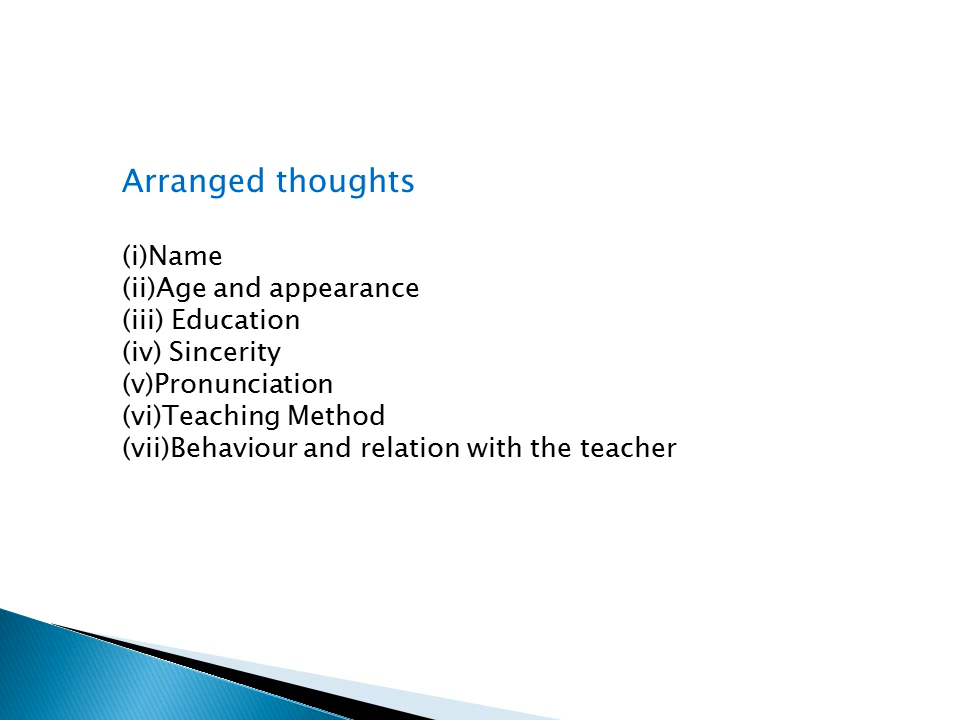 Arranged thoughts
(i)Name
(ii)Age and appearance
(iii) Education
(iv) Sincerity
(v)Pronunciation
(vi)Teaching Method
(vii)Behaviour and relation with the teacher